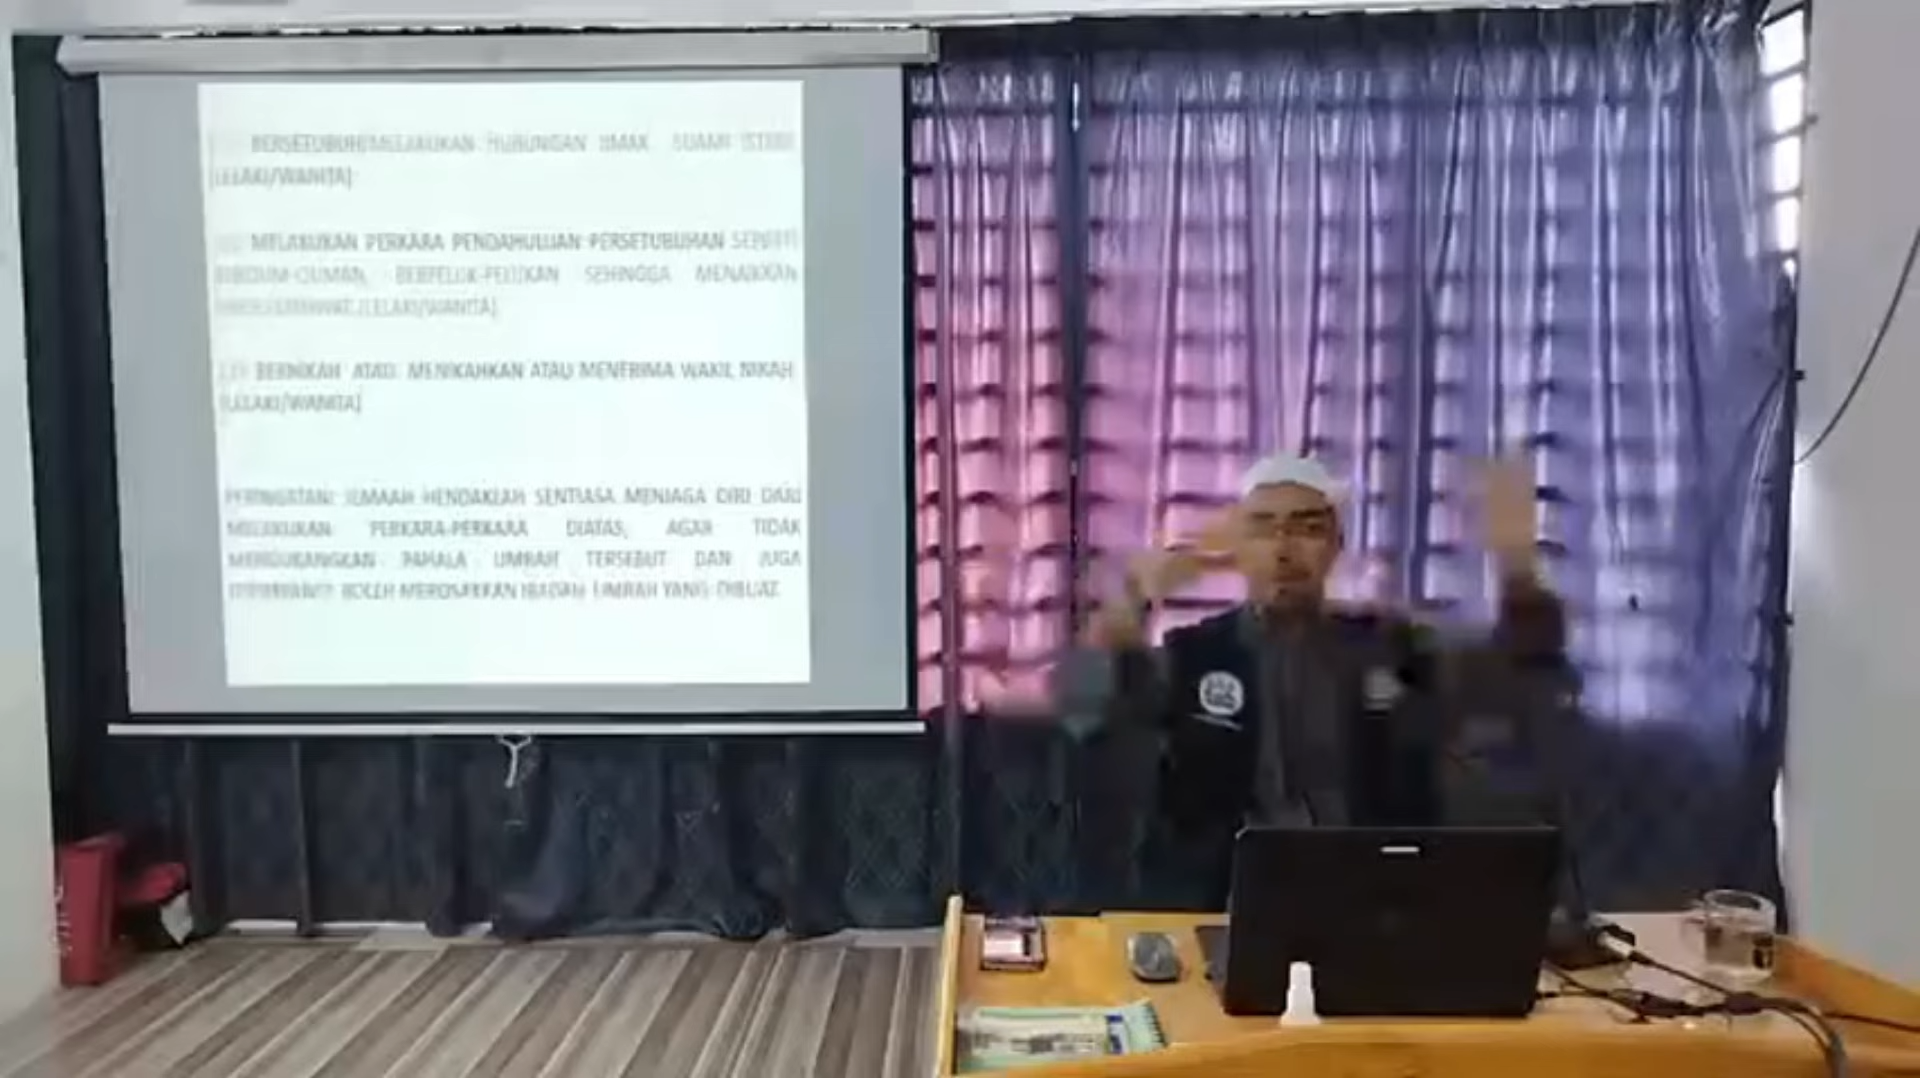 BERSETUBUH/MELAKUKAN HUBUNGAN JIMAK SUAMI ISTERI
[LELAKI/WANITA]
MELAKUKAN PERKARA PENDAHULUAN PERSETUBUHAN SEPERTI
BERCIUM-CIUMAN, BERPELUK-PELUKAN SEHINGGA MENAIKKAN
[LELAKI/WANITA]
BERNIKAH ATAU MENIKAHKAN ATAU MENERIMA WAKIL NIKAH
[LELAKI/WANITA]
PERINGATAN: JEMAAH HENDAKLAH SENTIASA MENJAGA DIRI DARI
MELAKUKAN PERKARA-PERKARA DIATAS, AGAR TIDAK
MENGURANGKAN PAHALA UMRAH TERSEBUT DAN JUGA
BOLEH MEROSAKKAN IBADAH UMRAH YANG DIBUAT.